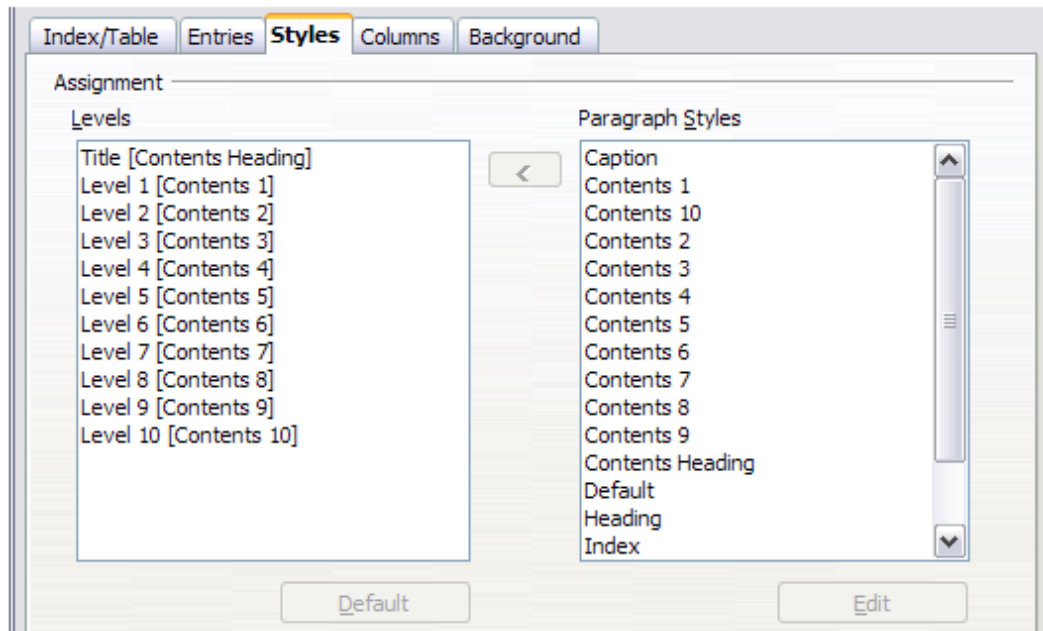 Index/Table Entries Styles Columns Background
Assignment
Levels
Title [Contents Heading]
Level 1 [Contents 1]
Level 2 [Contents 2]
Level 3 [Contents 3]
Level 4 [Contents 4]
Level 5 [Contents 5]
Level 6 [Contents 6]
Level 7 [Contents 7]
Level 8 [Contents 8]
Level 9 [Contents 9]
Level 10 [Contents 10]
Default
<
Paragraph Styles
Caption
Contents 1
Contents 10
Contents 2
Contents 3
Contents 4
Contents 5
Contents 6
Contents 7
Contents 8
Contents 9
Contents Heading
Default
Heading
Index
Edit